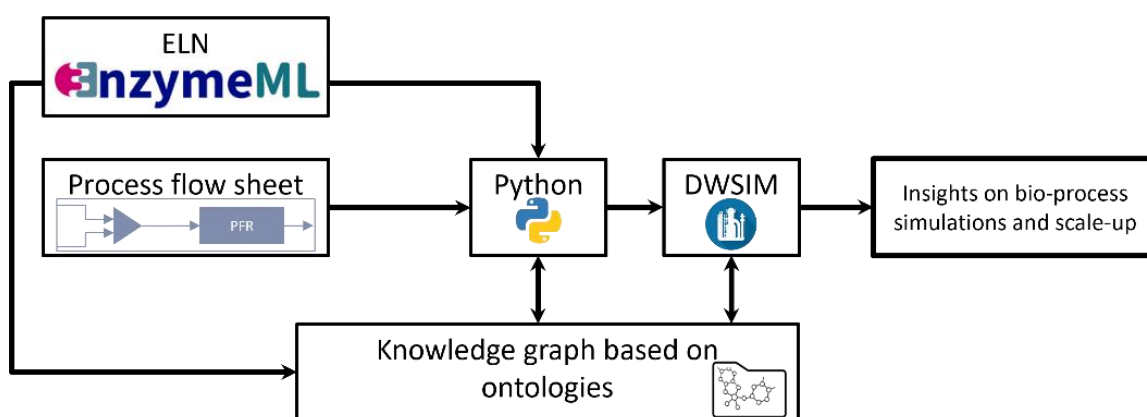 ELN
EnzymeML
Process flow sheet
PFR
Python
DWSIM
Insights on bio-process
simulations and scale-up
Knowledge graph based on
ontologies